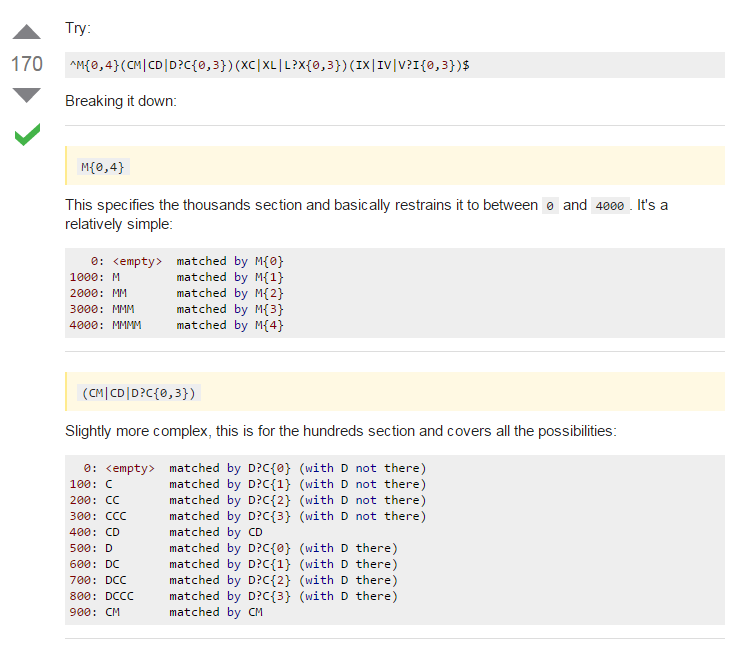 Try:
170
^M{0,4}(CM|CD|D?C{0,3})(XC|XL|L?X{0,3})(IX|IV|V?I{0,3})$
Breaking it down:
M{0,4}
This specifies the thousands section and basically restrains it to between 0 and 4000 . It's a
relatively simple:
0: <empty> matched by M{0}
1000: M matched by M{1}
2000: MM matched by M{2}
3000: MMM matched by M{3}
4000: MMMM matched by M{4}
(CM|CD|D?C{0,3})
Slightly more complex, this is for the hundreds section and covers all the possibilities:
0: <empty> matched by D?C{0} (with D not there)
100: C matched by D?C{1} (with D not there)
200: CC matched by D?C{2} (with D not there)
300: CCC matched by D?C{3} (with D not there)
400: CD matched by CD
500: D matched by D?C{0} (with D there)
600: DC matched by D?C{1} (with D there)
700: DCC matched by D?C{2} (with D there)
800: DCCC matched by D?C{3} (with D there)
900: CM matched by CM